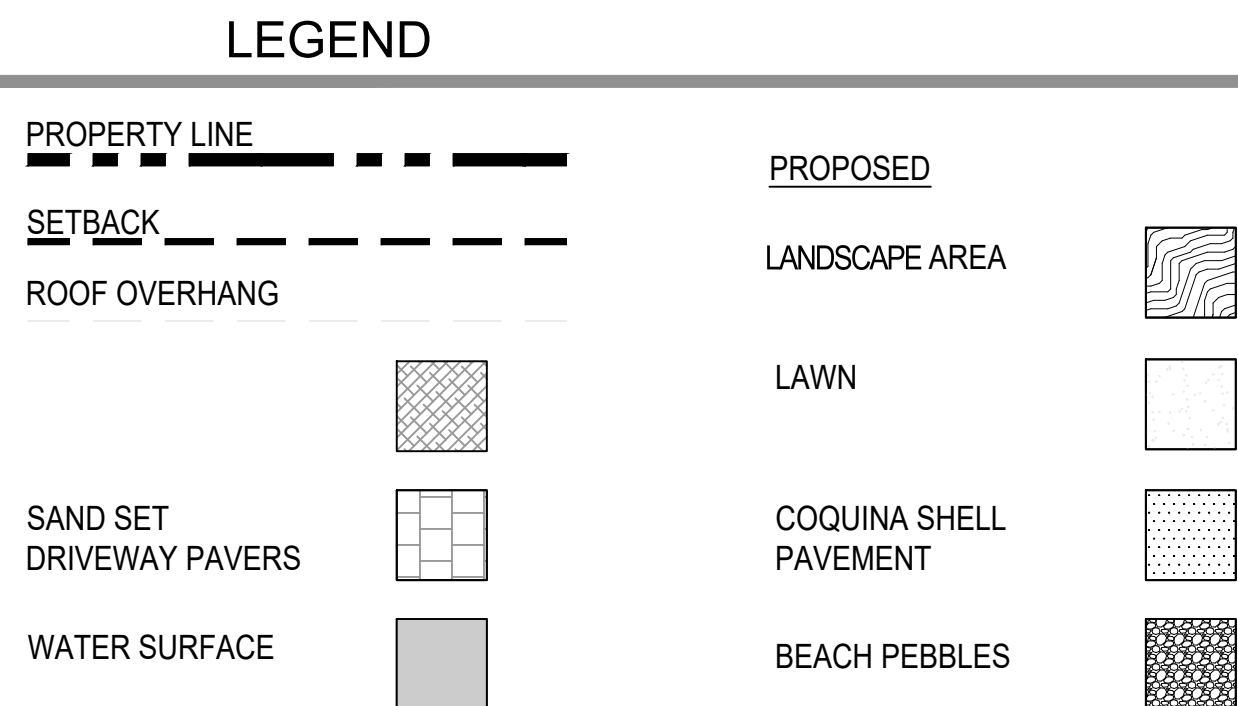 LEGEND
PROPERTY LINE
SETBACK
ROOF OVERHANG
SAND SET
DRIVEWAY PAVERS
WATER SURFACE
PROPOSED
LANDSCAPE AREA
LAWN
COQUINA SHELL
PAVEMENT
BEACH PEBBLES